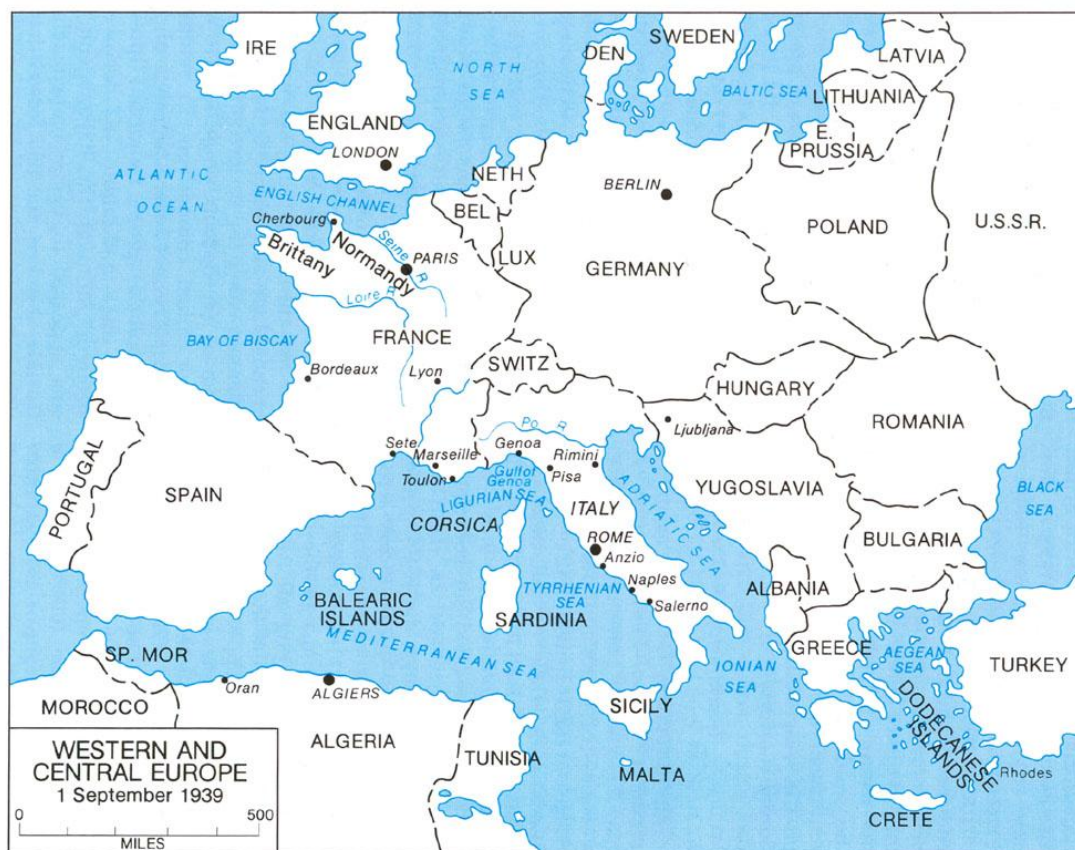 IRE
SWEDEN
DEN
LATVIA
NORTH
SEA
BALTIC SEA
LITHUANIA
ENGLAND
E.
PRUSSIA
LONDON
ATLANTIC
OCEAN
NETH
BERLIN
ENGLISH CHANNEL
BEL
POLAND
U.S.S.R.
Cherbourg
Normandy
Seine R
Brittany
PARIS
LUX
GERMANY
Loire R
BAY OF BISCAY
FRANCE
SWITZ
Bordeaux
Lyon
HUNGARY
ROMANIA
Po R
Ljubljana
Sete
Marseille
Toulon
Genoa
Gulf of
Genoa
Rimini
Pisa
LIGURIAN SEA
PORTUGAL
SPAIN
CORSICA
ITALY
ADRIATIC SEA
YUGOSLAVIA
BLACK
SEA
ROME
Anzio
BULGARIA
BALEARIC
ISLANDS
TYRRHENIAN
SEA
Naples
Salerno
ALBANIA
SARDINIA
MEDITERRANEAN SEA
GREECE
AEGEAN
SEA
SP. MOR
IONIAN
SEA
TURKEY
Oran
ALGIERS
MOROCCO
SICILY
DODECANESE
ISLANDS
ALGERIA
TUNISIA
MALTA
Rhodes
CRETE
WESTERN AND
CENTRAL EUROPE
1 September 1939
0 500
MILES